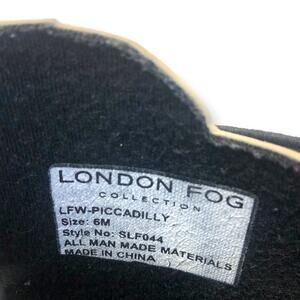 LONDON FOG
COLLECTION
LFW-PICCADILLY
Size: 6M
Style No: SLF044
ALL MAN MADE MATERIALS
MADE IN CHINA